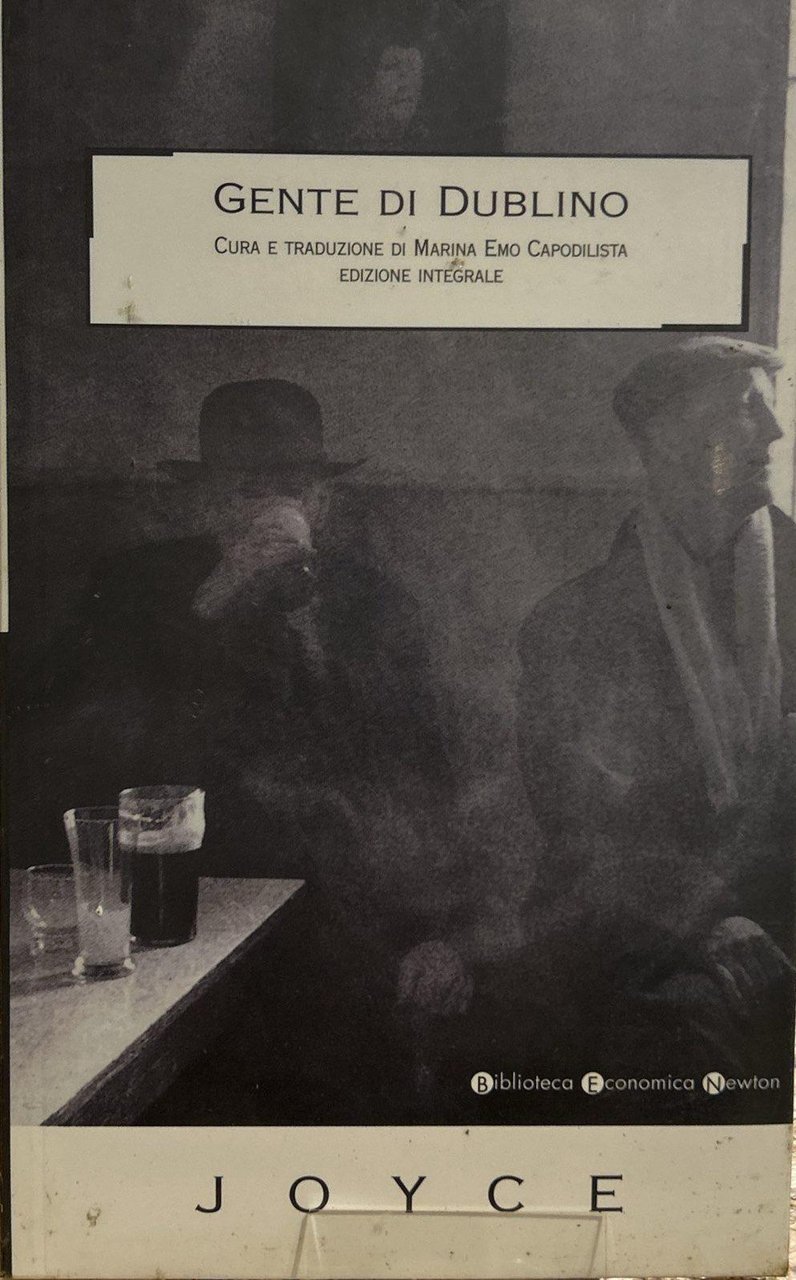 GENTE DI DUBLINO
CURA E TRADUZIONE DI MARINA EMO CAPODILISTA
EDIZIONE INTEGRALE
Biblioteca Economica Newton
JOYCE